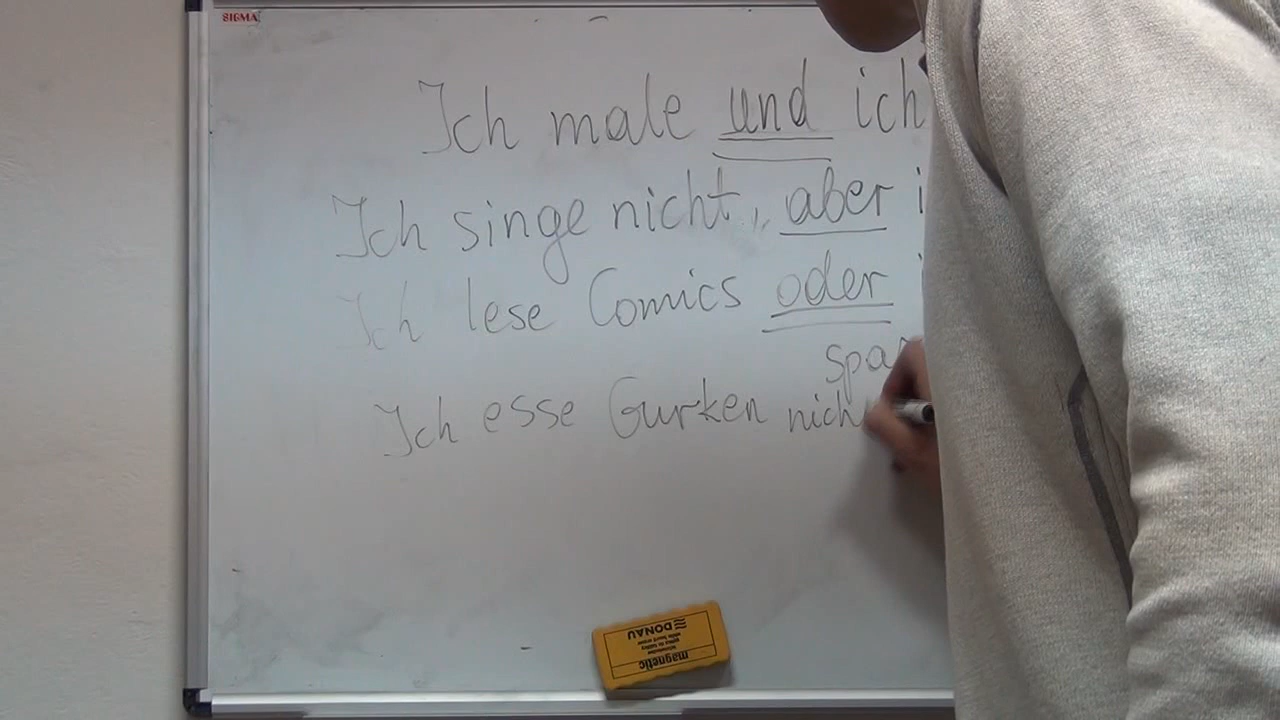 SIGMA
Ich male und ich
Ich singe nicht, aber i
Ich lese Comics oder i
spa
Ich esse Gurken nich
magnetic
DONAU